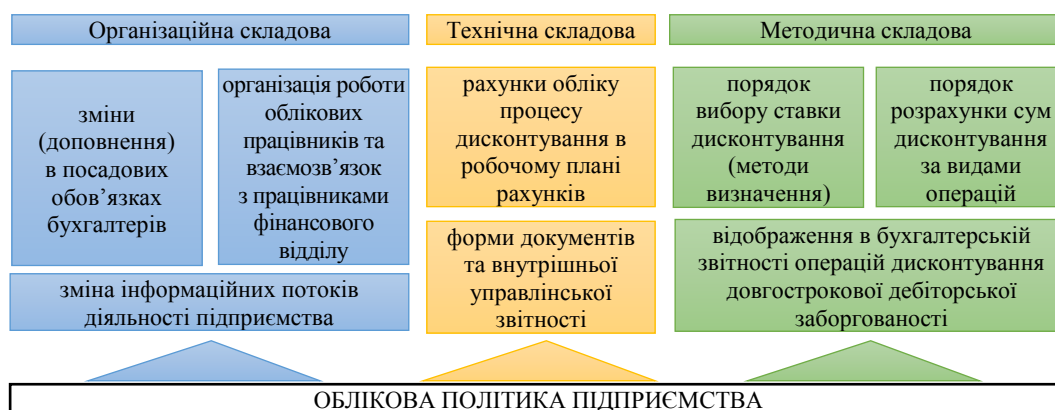 Організаційна складова
Технічна складова
Методична складова
зміни
(доповнення)
в посадових
обов’язках
бухгалтерів
організація роботи
облікових
працівників та
взаємозв’язок
з працівниками
фінансового
відділу
зміна інформаційних потоків
діяльності підприємства
рахунки обліку
процесу
дисконтування в
робочому плані
рахунків
форми документів
та внутрішньої
управлінської
звітності
порядок
вибору ставки
дисконтування
(методи
визначення)
порядок
розрахунки сум
дисконтування
за видами
операцій
відображення в бухгалтерській
звітності операцій дисконтування
довгострокової дебіторської
заборгованості
ОБЛІКОВА ПОЛІТИКА ПІДПРИЄМСТВА